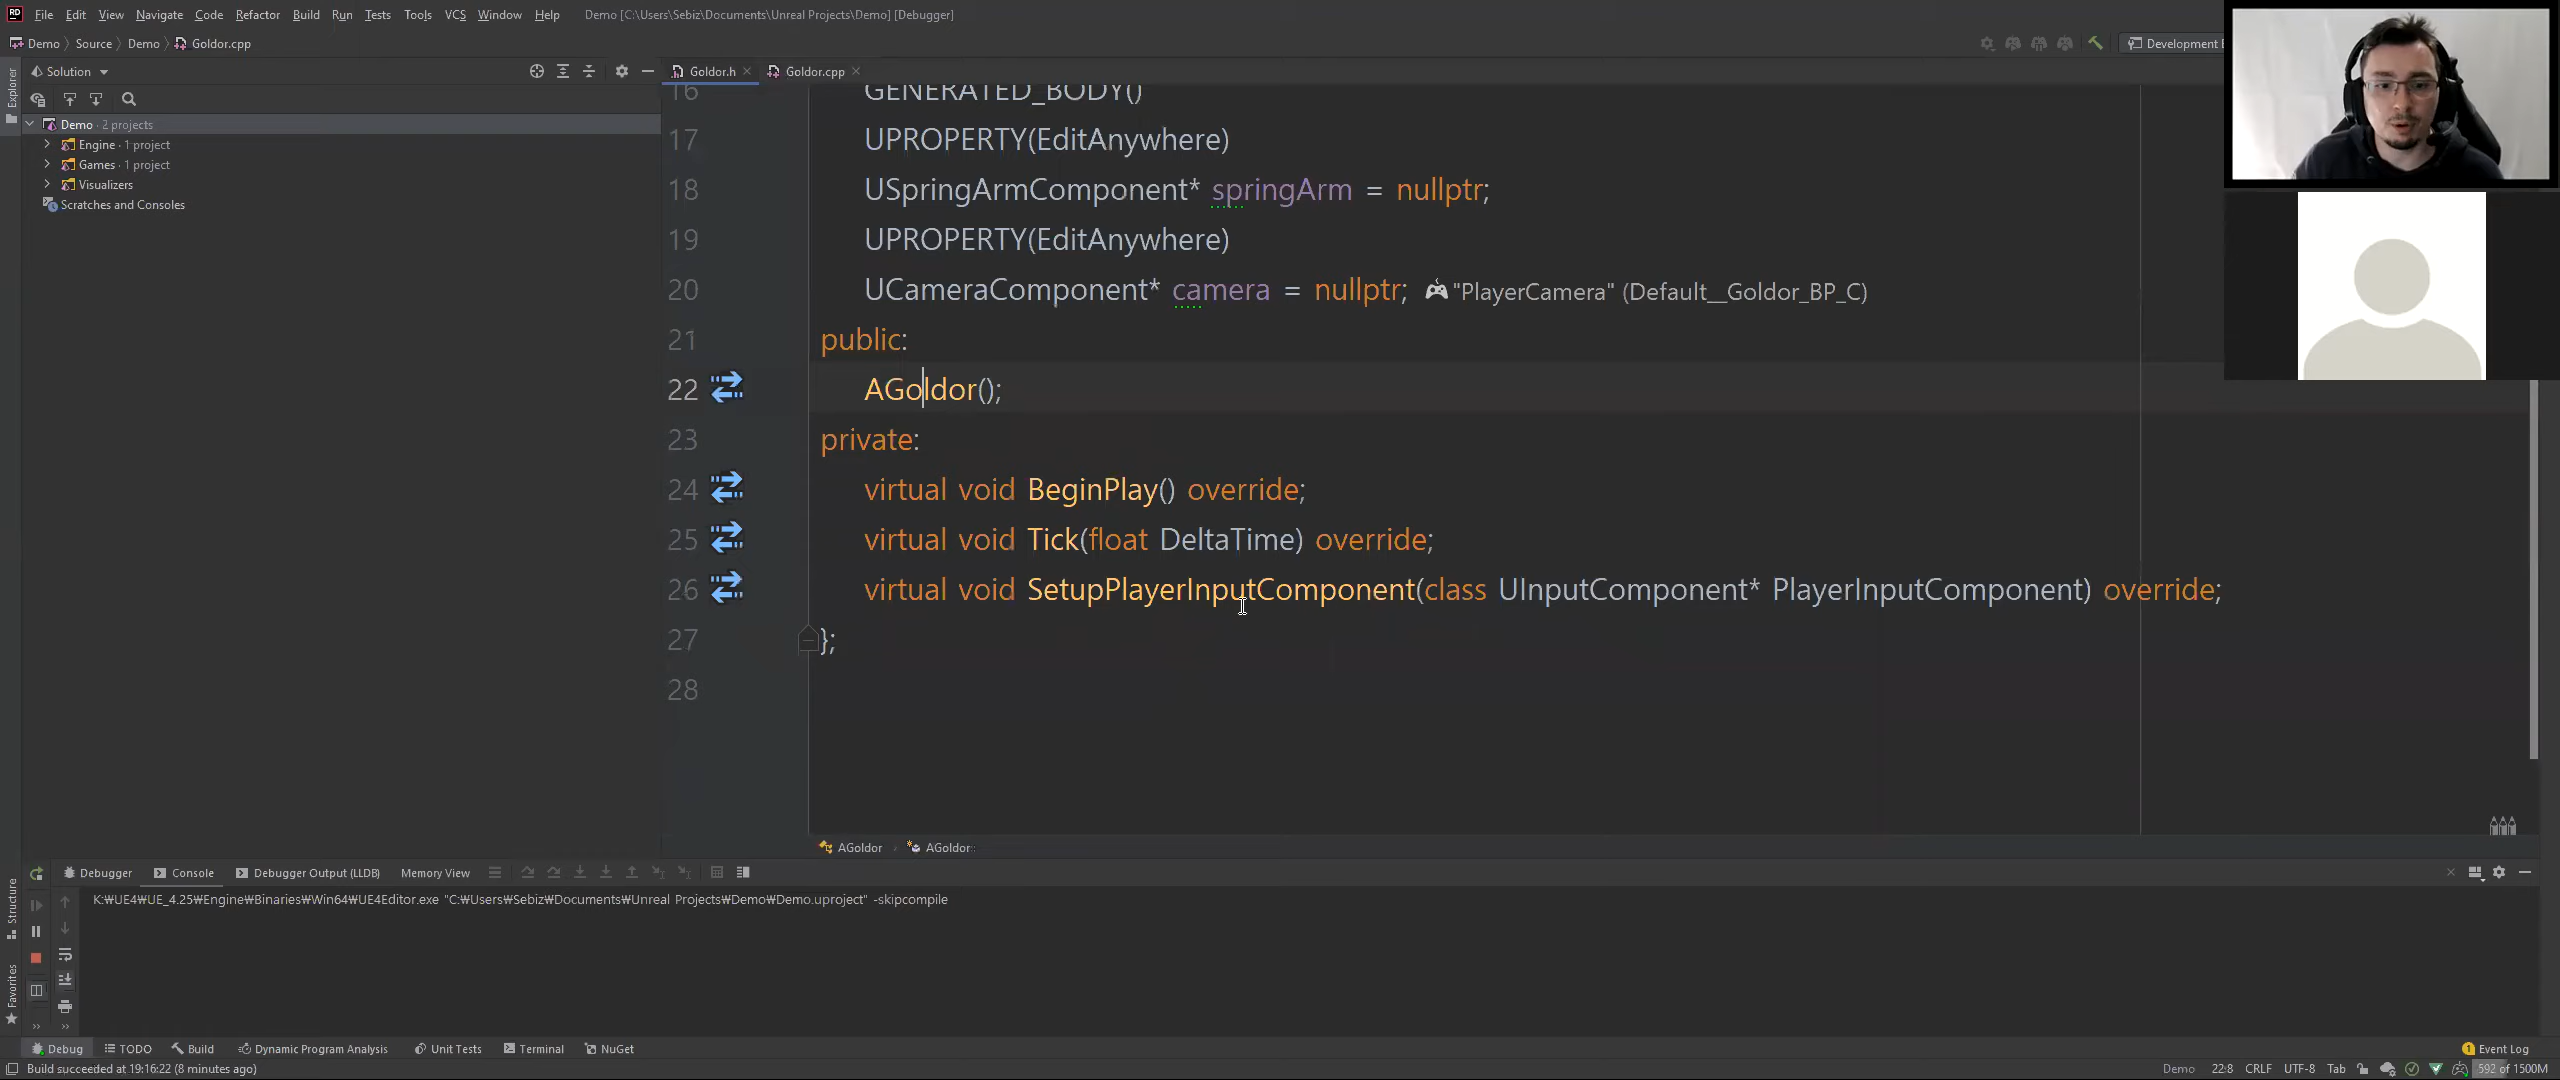 RD File Edit View Navigate Code Refactor Build Run Tests Tools VCS Window Help Demo [C:\Users\Sebiz\Documents\Unreal Projects\Demo] [Debugger]
Demo Source Demo Goldor.cpp
Development
Explorer
Solution
Goldor.h
Goldor.cpp
Demo · 2 projects
Engine · 1 project
Games · 1 project
Visualizers
Scratches and Consoles
16 GENERATED_BODY()
17 UPROPERTY(EditAnywhere)
18 USpringArmComponent* springArm = nullptr;
19 UPROPERTY(EditAnywhere)
20 UCameraComponent* camera = nullptr; "PlayerCamera" (Default__Goldor_BP_C)
21 public:
22 AGoldor();
23 private:
24 virtual void BeginPlay() override;
25 virtual void Tick(float DeltaTime) override;
26 virtual void SetupPlayerInputComponent(class UInputComponent* PlayerInputComponent) override;
27 };
28
AGoldor AGoldor::
Debugger Console Debugger Output (LLDB) Memory View
K:₩UE4₩UE_4.25₩Engine₩Binaries₩Win64₩UE4Editor.exe "C:₩Users₩Sebiz₩Documents₩Unreal Projects₩Demo₩Demo.uproject" -skipcompile
Structure
Favorites
Debug TODO Build Dynamic Program Analysis Unit Tests Terminal NuGet
1 Event Log
Build succeeded at 19:16:22 (8 minutes ago)
Demo 22:8 CRLF UTF-8 Tab 592 of 1500M